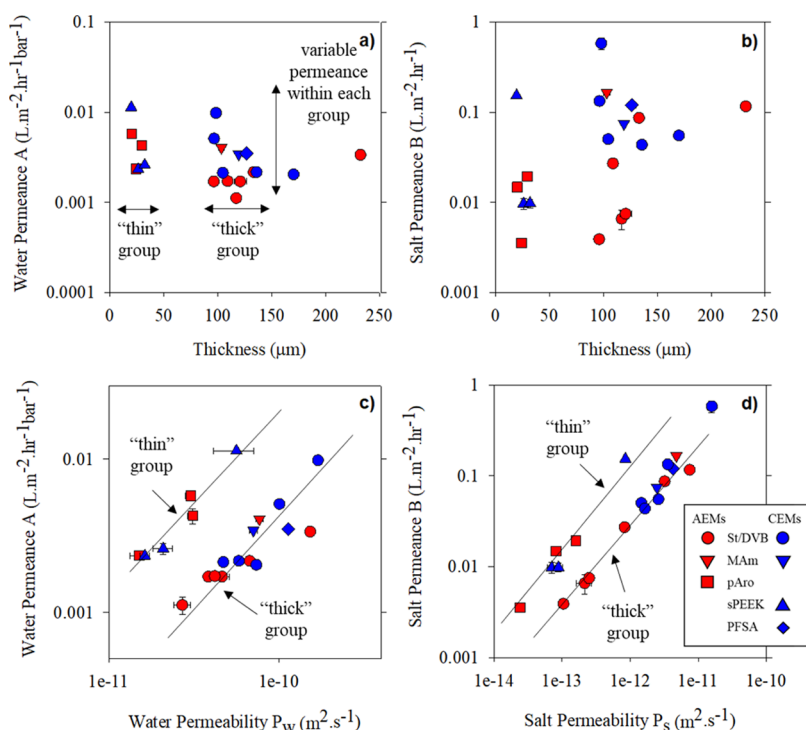 a)
Water Permeance A (L.m⁻².hr⁻¹bar⁻¹)
0.1
0.01
0.001
0.0001
variable
permeance
within each
group
"thin"
group
"thick"
group
0 50 100 150 200 250
Thickness (μm)
b)
Salt Permeance B (L.m⁻².hr⁻¹)
1
0.1
0.01
0.001
0 50 100 150 200 250
Thickness (μm)
c)
Water Permeance A (L.m⁻².hr⁻¹bar⁻¹)
0.01
0.001
"thin"
group
"thick"
group
1e-11 1e-10
Water Permeability P_W (m².s⁻¹)
d)
Salt Permeance B (L.m⁻².hr⁻¹)
1
0.1
0.01
0.001
"thin"
group
"thick"
group
AEMs CEMs
St/DVB
MAm
pAro
sPEEK
PFSA
1e-14 1e-13 1e-12 1e-11 1e-10
Salt Permeability P_S (m².s⁻¹)